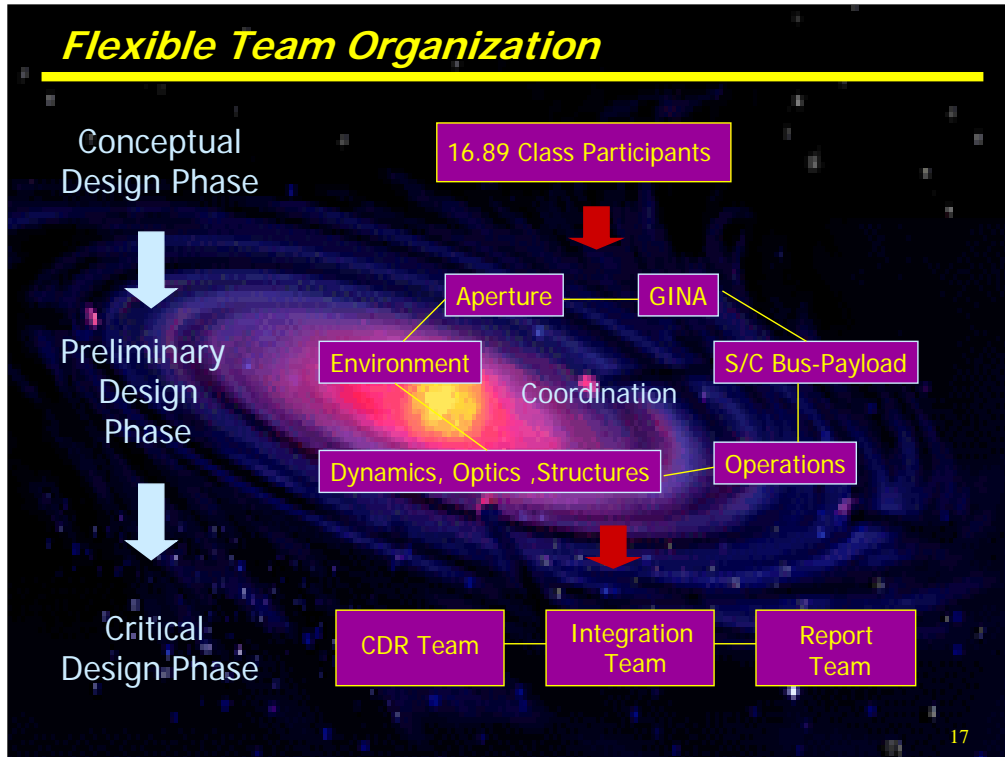 Flexible Team Organization
Conceptual
Design Phase
16.89 Class Participants
Aperture
GINA
Preliminary
Design
Phase
Environment
S/C Bus-Payload
Coordination
Dynamics, Optics ,Structures
Operations
Critical
Design Phase
CDR Team
Integration
Team
Report
Team
17